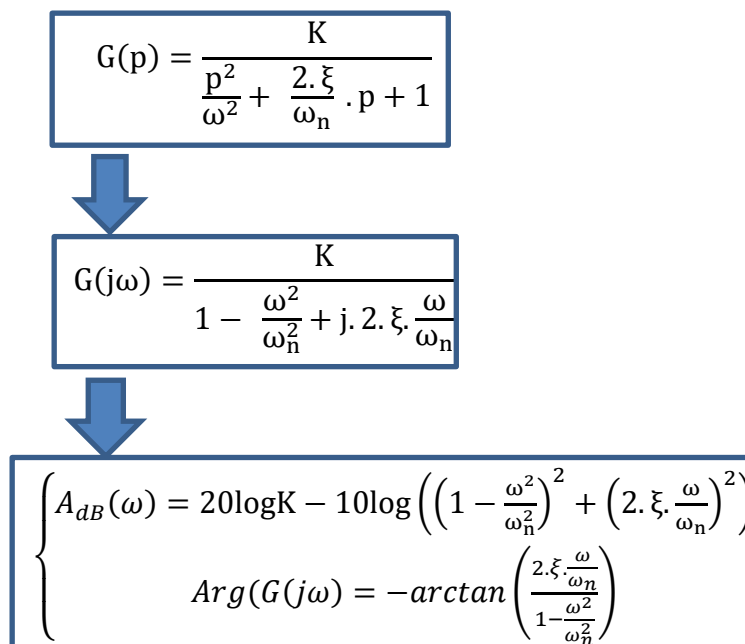 G(p) = K / (p²/ω² + 2.ξ/ωₙ .p + 1)
G(jω) = K / (1 − ω²/ωₙ² + j.2.ξ.ω/ωₙ)
A_dB(ω) = 20logK − 10log((1 − ω²/ωₙ²)² + (2.ξ.ω/ωₙ)²)
Arg(G(jω) = −arctan(2.ξ.ω/ωₙ / 1−ω²/ωₙ²)